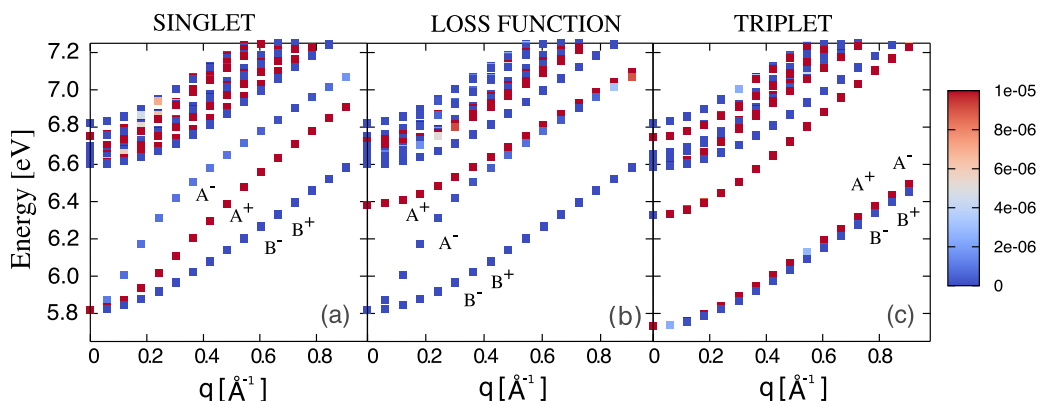 SINGLET LOSS FUNCTION TRIPLET
7.2
7.0
6.8
6.6
6.4
6.2
6.0
5.8
Energy [eV]
A⁻
A⁺
B⁻
B⁺
(a)
A⁺
A⁻
B⁻
B⁺
(b)
A⁻
A⁺
B⁺
B⁻
(c)
1e-05
8e-06
6e-06
4e-06
2e-06
0
0 0.2 0.4 0.6 0.8 0 0.2 0.4 0.6 0.8 0 0.2 0.4 0.6 0.8
q [Å⁻¹] q [Å⁻¹] q [Å⁻¹]